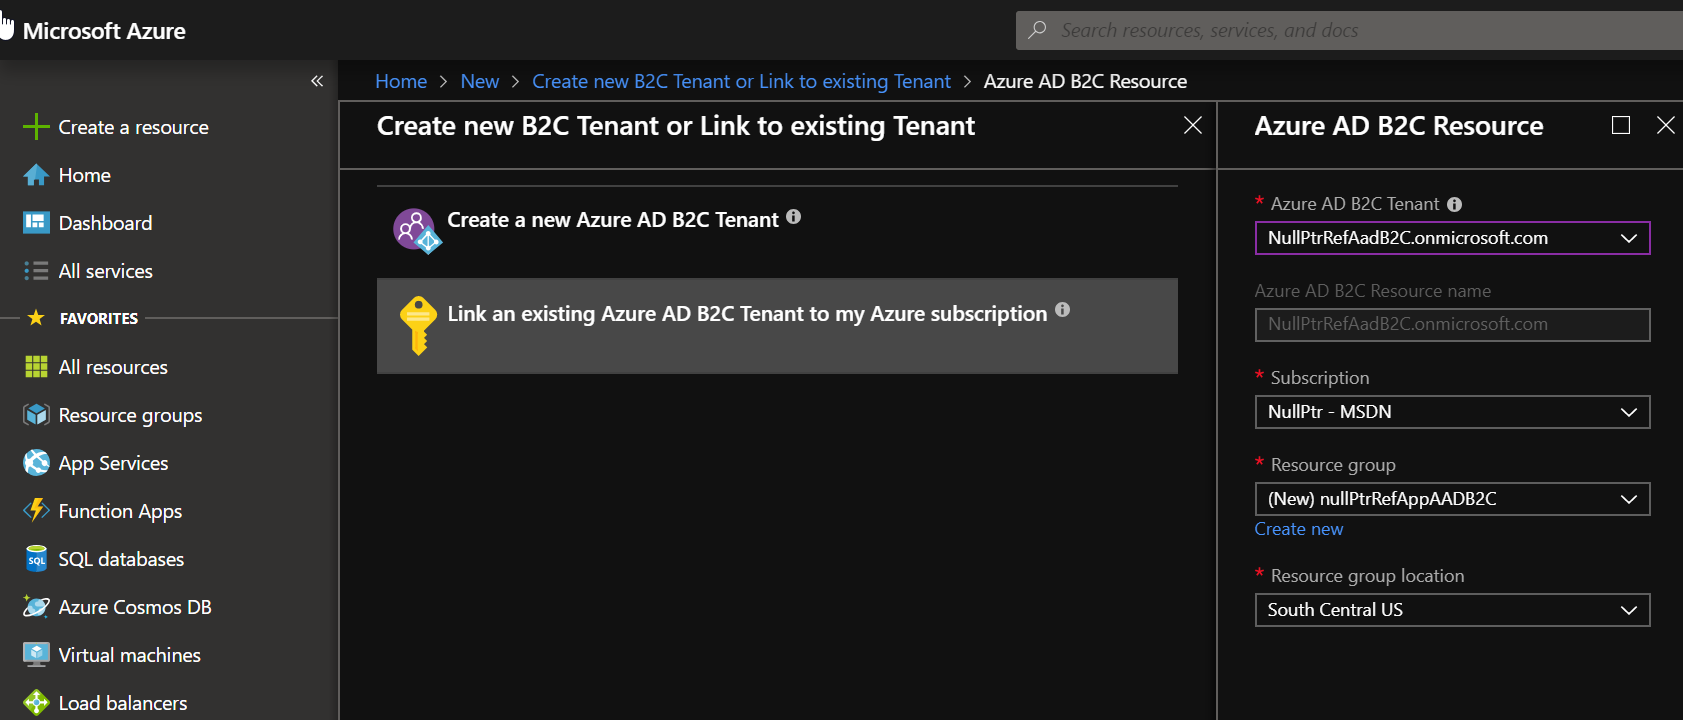 Microsoft Azure
Search resources, services, and docs
«
Home > New > Create new B2C Tenant or Link to existing Tenant > Azure AD B2C Resource
Create a resource
Home
Dashboard
All services
FAVORITES
All resources
Resource groups
App Services
Function Apps
SQL
SQL databases
Azure Cosmos DB
Virtual machines
Load balancers
Create new B2C Tenant or Link to existing Tenant
Create a new Azure AD B2C Tenant
Link an existing Azure AD B2C Tenant to my Azure subscription
Azure AD B2C Resource
* Azure AD B2C Tenant
NullPtrRefAadB2C.onmicrosoft.com
Azure AD B2C Resource name
NullPtrRefAadB2C.onmicrosoft.com
* Subscription
NullPtr - MSDN
* Resource group
(New) nullPtrRefAppAADB2C
Create new
* Resource group location
South Central US